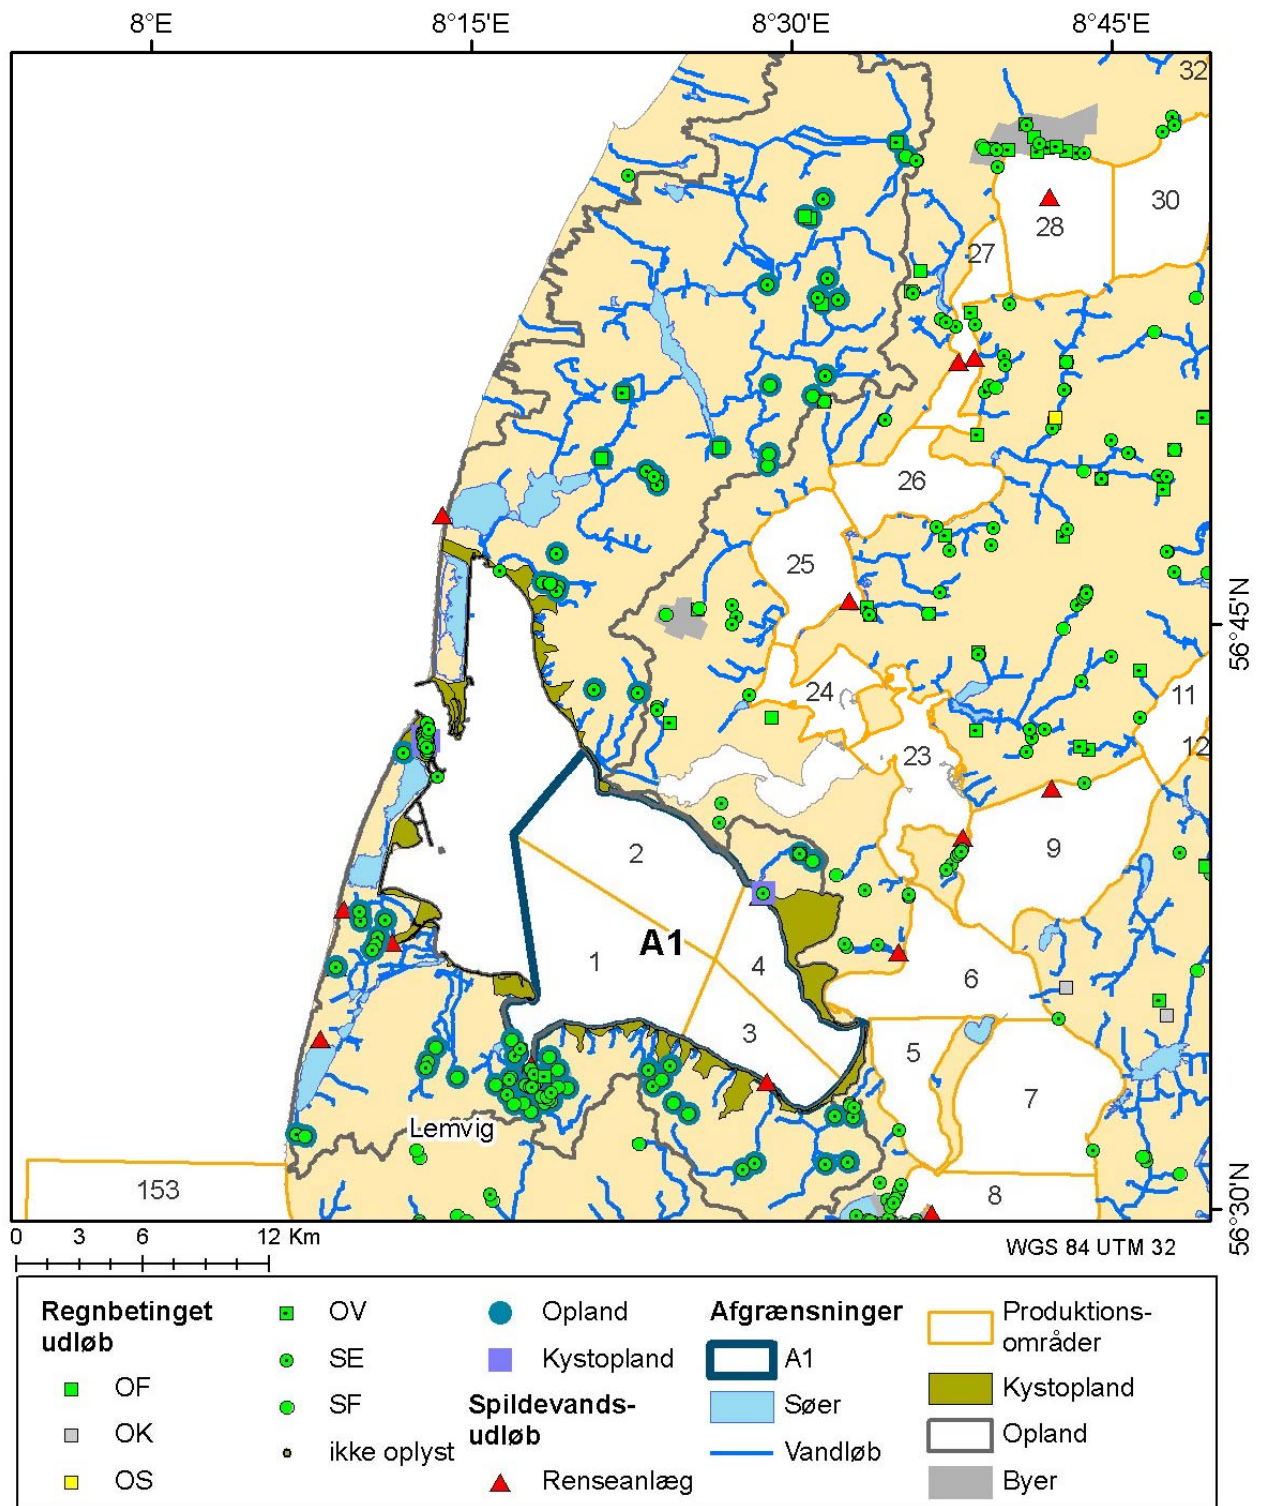 8°E 8°15'E 8°30'E 8°45'E
32
30
28
27
26
25
56°45'N
24
11
12
23
9
2
A1
1
4
6
3
5
7
Lemvig
153
8
56°30'N
0 3 6 12 Km
WGS 84 UTM 32
Regnbetinget
udløb
OF
OK
OS
OV
SE
SF
ikke oplyst
Opland
Kystopland
Spildevands-
udløb
Renseanlæg
Afgrænsninger
A1
Søer
Vandløb
Produktions-
områder
Kystopland
Opland
Byer